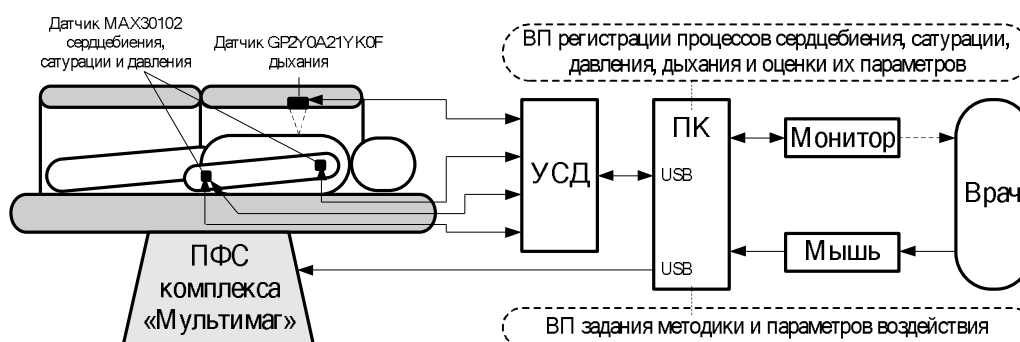 Датчик MAX30102
сердцебиения,
сатурации и давления
Датчик GP2Y0A21YK0F
дыхания
ВП регистрации процессов сердцебиения, сатурации,
давления, дыхания и оценки их параметров
УСД
ПК
USB
USB
Монитор
Мышь
Врач
ПФС
комплекса
«Мультимаг»
ВП задания методики и параметров воздействия